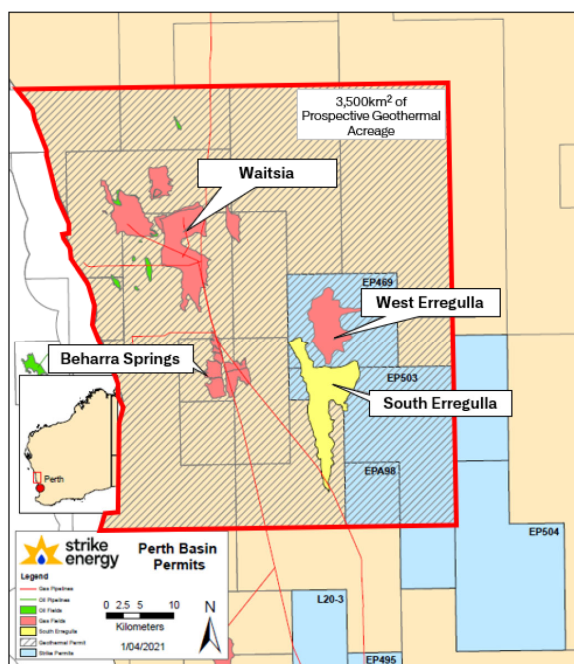 3,500km² of
Prospective Geothermal
Acreage
Waitsia
EP469
West Erregulla
Beharra Springs
EP503
South Erregulla
Perth
EPA98
EP504
strike
energy
Perth Basin
Permits
Legend
Gas Pipelines
Oil Pipelines
Oil Fields
Gas Fields
South Erregulla
Geothermal Permit
Strike Permits
0 2.5 5 10
Kilometers
N
1/04/2021
L20-3
EP495